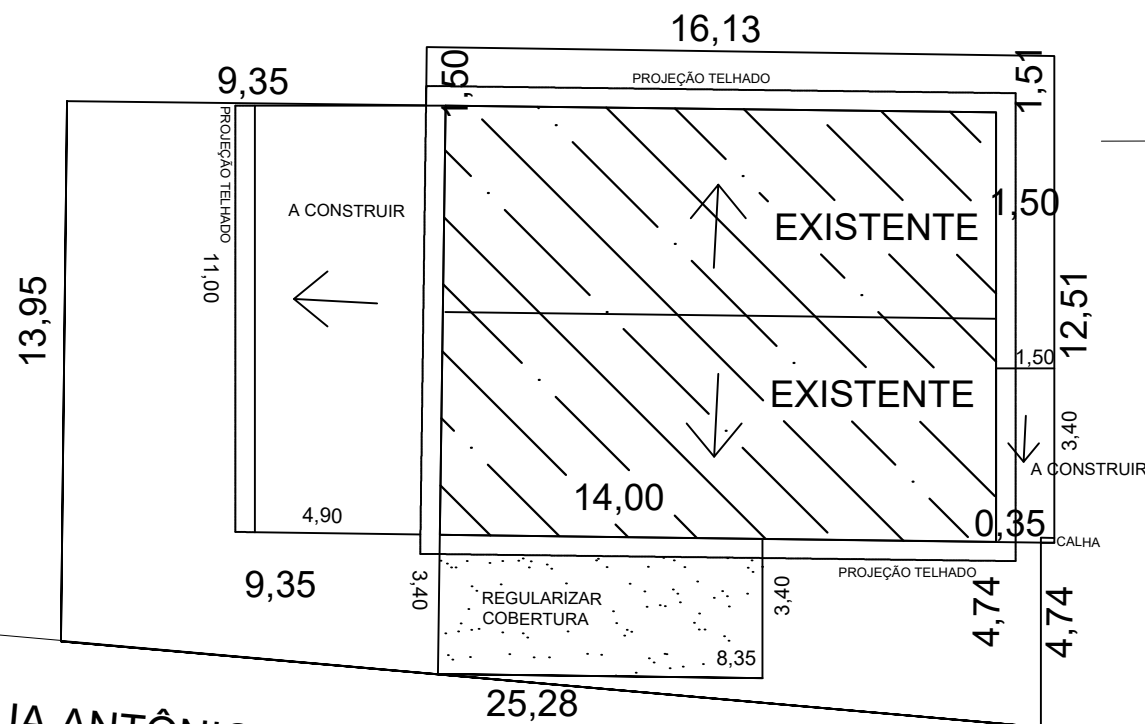 16,13
1,50
1,51
PROJEÇÃO TELHADO
9,35
PROJEÇÃO TELHADO
A CONSTRUIR
1,50
EXISTENTE
11,00
13,95
12,51
1,50
EXISTENTE
3,40
A CONSTRUIR
14,00
4,90
0,35
CALHA
PROJEÇÃO TELHADO
9,35
3,40
REGULARIZAR
COBERTURA
3,40
4,74
4,74
8,35
25,28